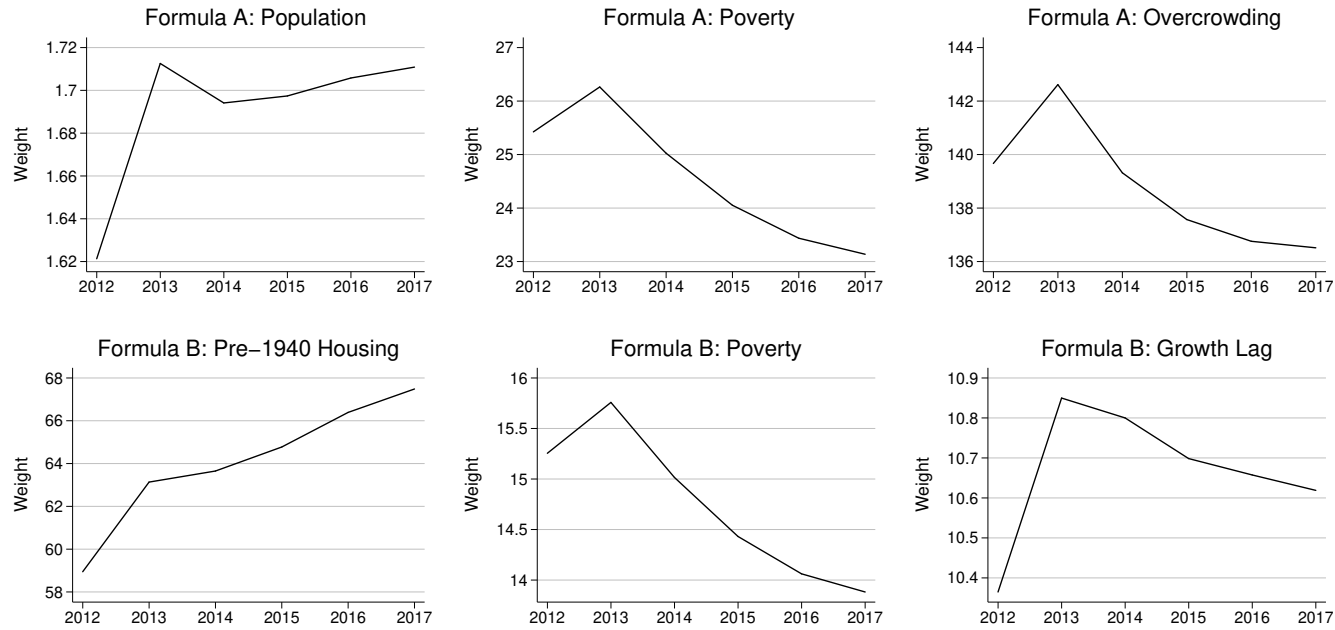 Formula A: Population
1.72
1.7
1.68
1.66
1.64
1.62
Weight
2012 2013 2014 2015 2016 2017
Formula A: Poverty
27
26
25
24
23
Weight
2012 2013 2014 2015 2016 2017
Formula A: Overcrowding
144
142
140
138
136
Weight
2012 2013 2014 2015 2016 2017
Formula B: Pre−1940 Housing
68
66
64
62
60
58
Weight
2012 2013 2014 2015 2016 2017
Formula B: Poverty
16
15.5
15
14.5
14
Weight
2012 2013 2014 2015 2016 2017
Formula B: Growth Lag
10.9
10.8
10.7
10.6
10.5
10.4
Weight
2012 2013 2014 2015 2016 2017